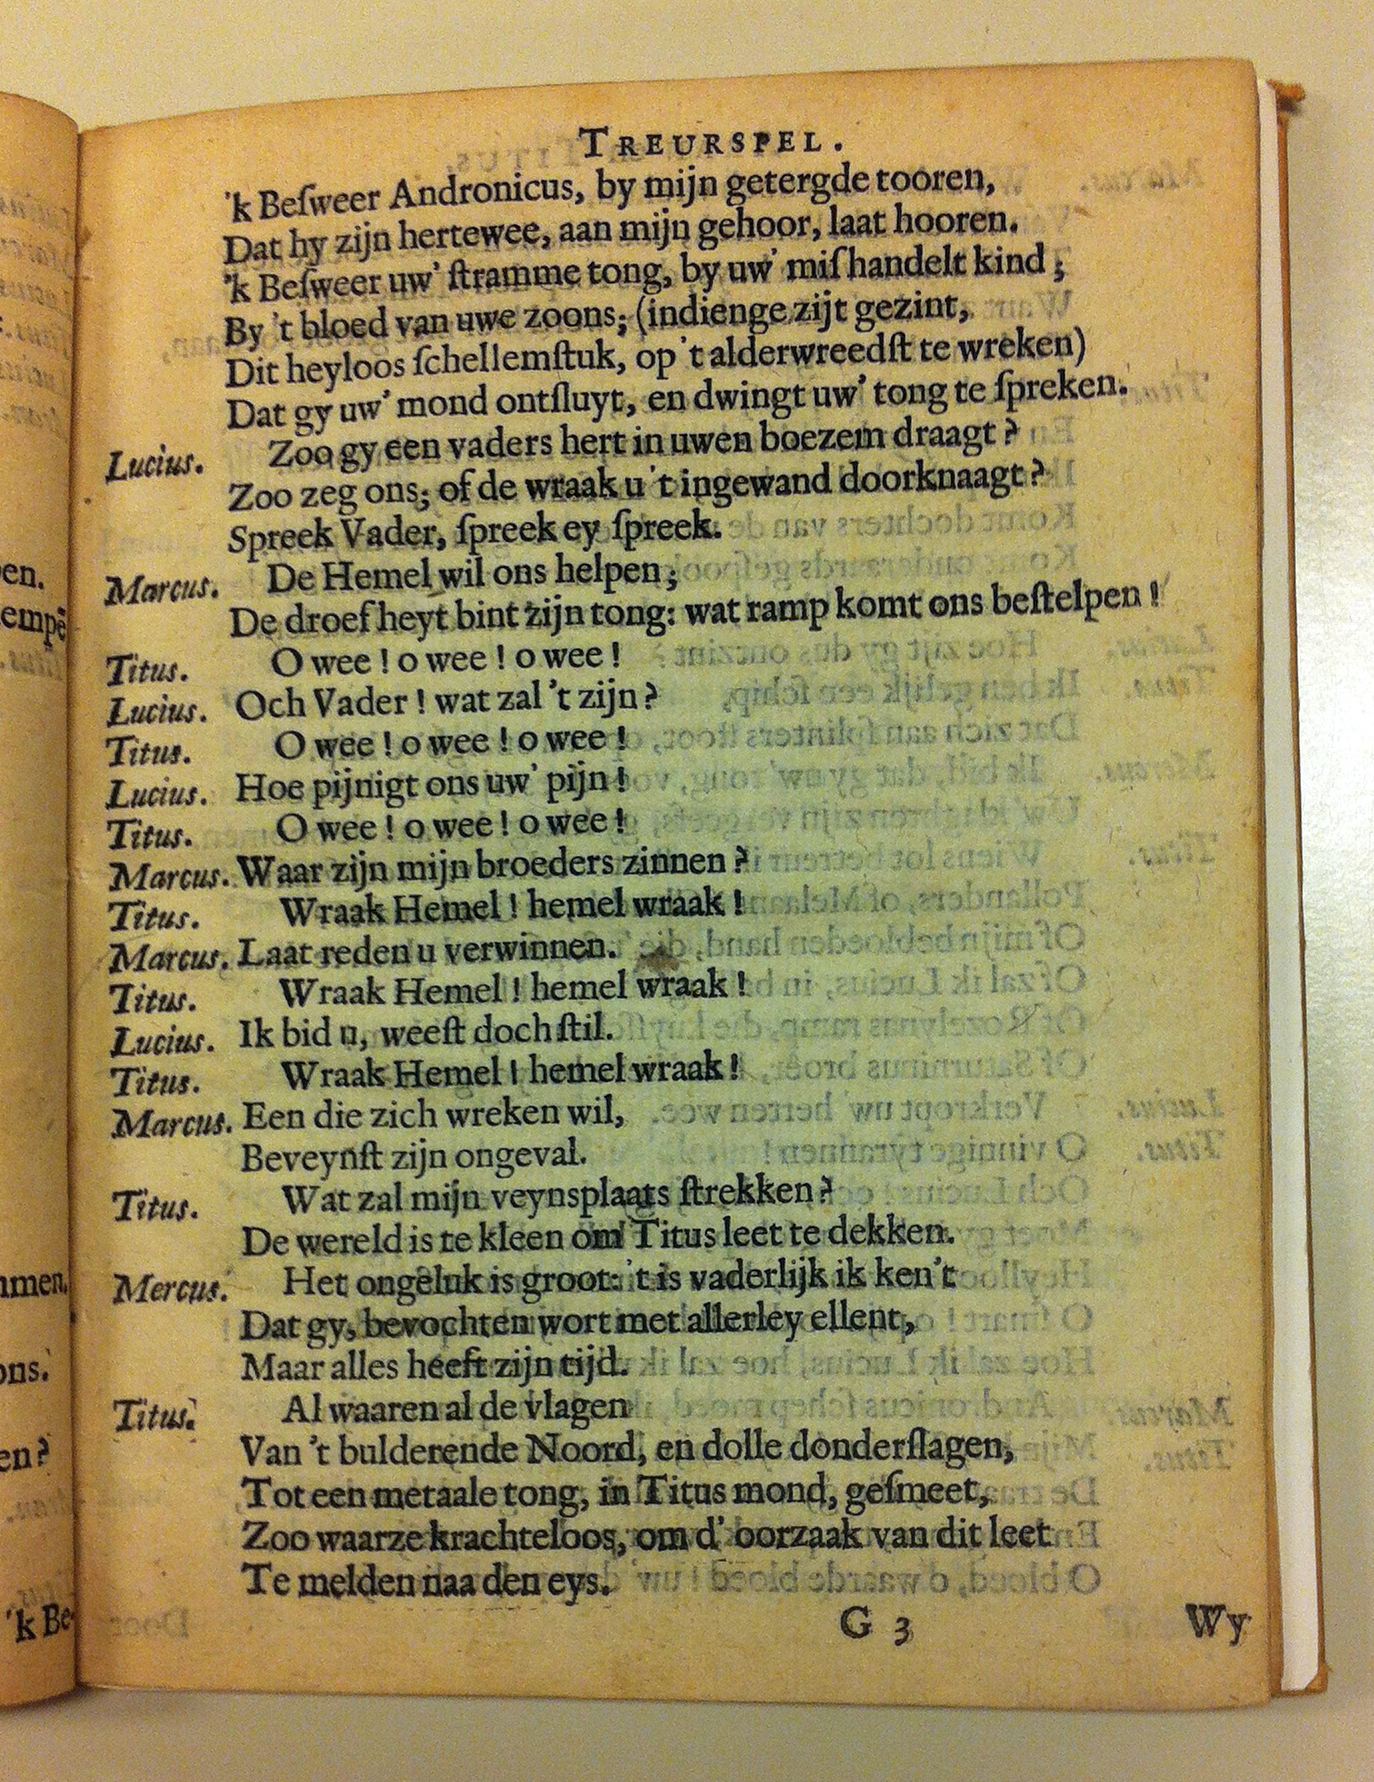 TREURSPEL.
'k Beſweer Andronicus, by mijn getergde tooren,
Dat hy zijn hertewee, aan mijn gehoor, laat hooren.
'k Beſweer uw' ſtramme tong, by uw' miſhandelt kind;
By 't bloed van uwe zoons; (indienge zijt gezint,
Dit heyloos ſchellemſtuk, op 't alderwreedſt te wreken)
Dat gy uw' mond ontſluyt, en dwingt uw' tong te ſpreken.
Lucius. Zoo gy een vaders hert in uwen boezem draagt?
Zoo zeg ons; of de wraak u 't ingewand doorknaagt?
Spreek Vader, ſpreek ey ſpreek.
Marcus. De Hemel wil ons helpen;
De droefheyt bint zijn tong: wat ramp komt ons beſtelpen!
Titus. O wee! o wee! o wee!
Lucius. Och Vader! wat zal 't zijn?
Titus. O wee! o wee! o wee!
Lucius. Hoe pijnigt ons uw' pijn!
Titus. O wee! o wee! o wee!
Marcus. Waar zijn mijn broeders zinnen?
Titus. Wraak Hemel! hemel wraak!
Marcus. Laat reden u verwinnen.
Titus. Wraak Hemel! hemel wraak!
Lucius. Ik bid u, weeſt doch ſtil.
Titus. Wraak Hemel! hemel wraak!
Marcus. Een die zich wreken wil,
Beveynſt zijn ongeval.
Titus. Wat zal mijn veynsplaats ſtrekken?
De wereld is te kleen om Titus leet te dekken.
Mercus. Het ongeluk is groot: 't is vaderlijk ik ken't
Dat gy, bevochten wort met allerley ellent,
Maar alles heeft zijn tijd.
Titus. Al waaren al de vlagen
Van 't bulderende Noord, en dolle donderſlagen,
Tot een metaale tong, in Titus mond, geſmeet,
Zoo waarze krachteloos, om d' oorzaak van dit leet
Te melden naa den eys.
G 3 Wy
'k Be-